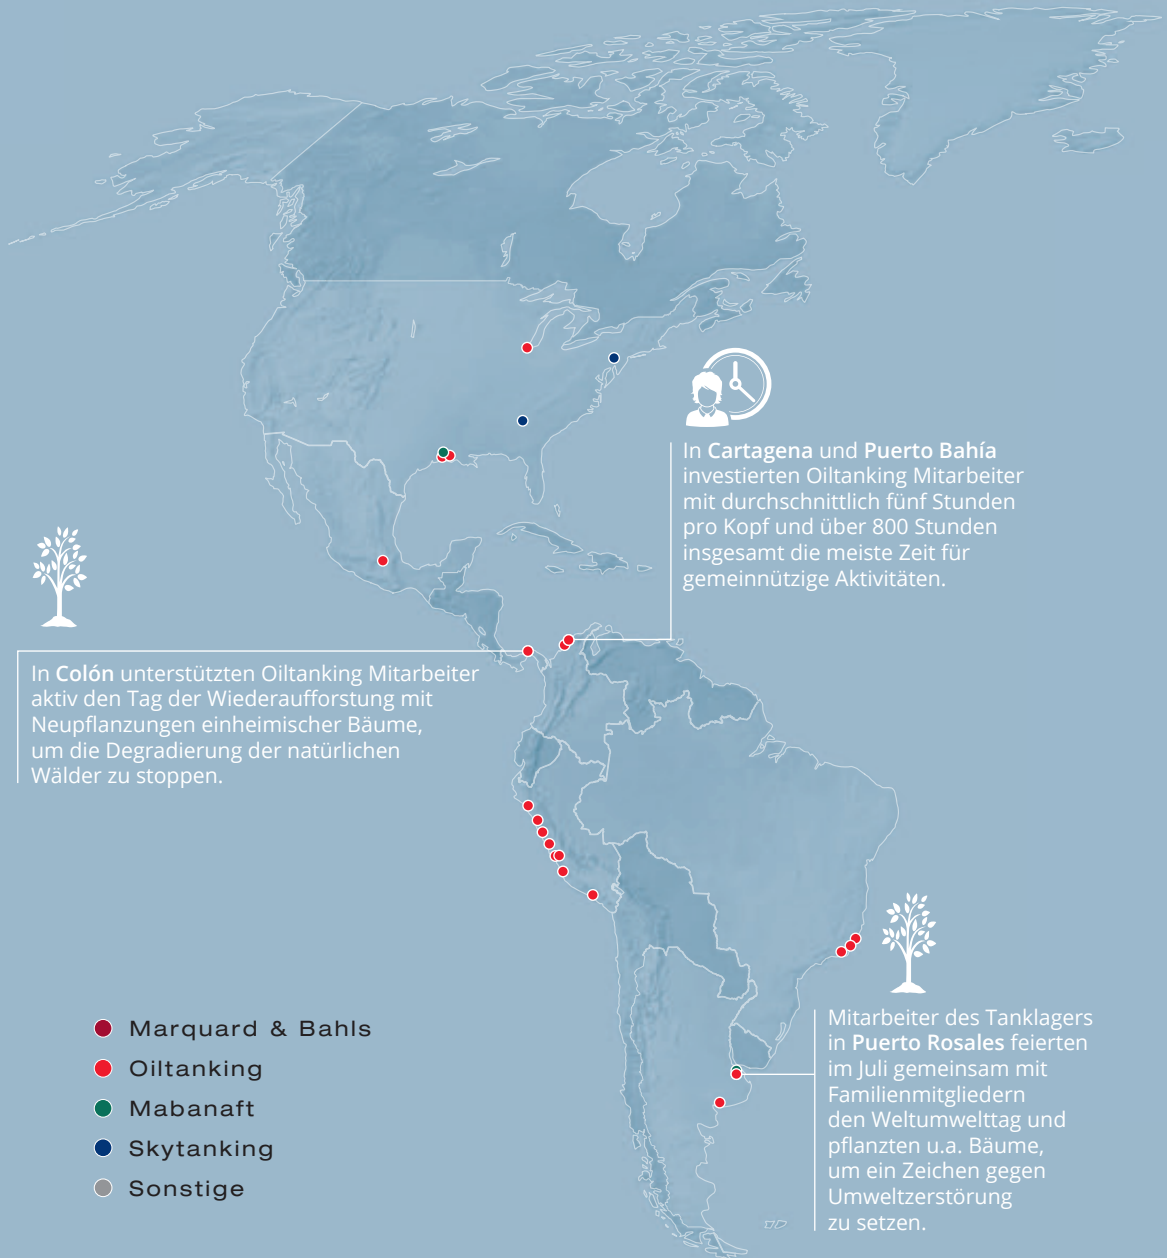 In Cartagena und Puerto Bahía
investierten Oiltanking Mitarbeiter
mit durchschnittlich fünf Stunden
pro Kopf und über 800 Stunden
insgesamt die meiste Zeit für
gemeinnützige Aktivitäten.
In Colón unterstützten Oiltanking Mitarbeiter
aktiv den Tag der Wiederaufforstung mit
Neupflanzungen einheimischer Bäume,
um die Degradierung der natürlichen
Wälder zu stoppen.
Marquard & Bahls
Oiltanking
Mabanaft
Skytanking
Sonstige
Mitarbeiter des Tanklagers
in Puerto Rosales feierten
im Juli gemeinsam mit
Familienmitgliedern
den Weltumwelttag und
pflanzten u.a. Bäume,
um ein Zeichen gegen
Umweltzerstörung
zu setzen.